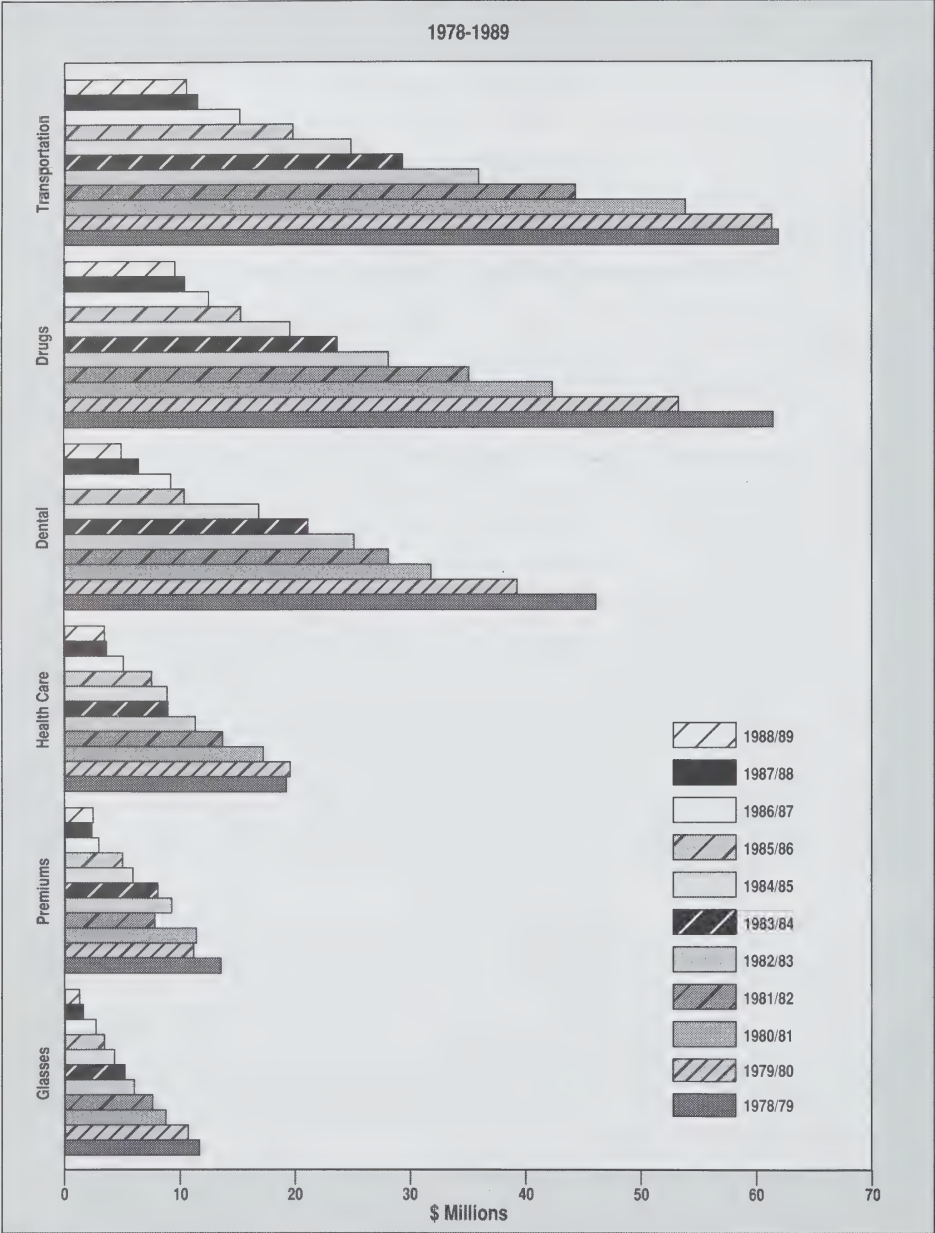 1978-1989
Transportation
Drugs
Dental
Health Care
Premiums
Glasses
1988/89
1987/88
1986/87
1985/86
1984/85
1983/84
1982/83
1981/82
1980/81
1979/80
1978/79
0 10 20 30 40 50 60 70
$ Millions